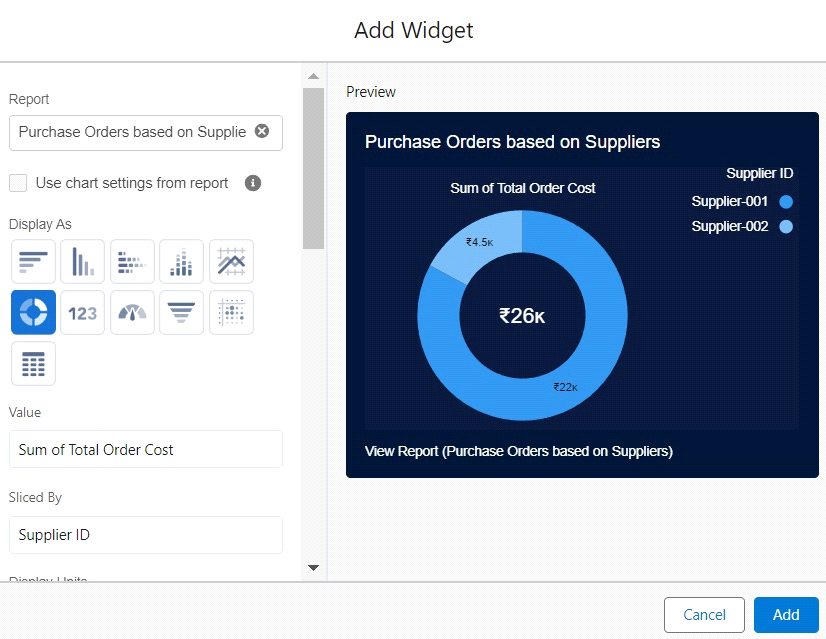 Add Widget
Report
Purchase Orders based on Supplie
Use chart settings from report
Display As
123
Value
Sum of Total Order Cost
Sliced By
Supplier ID
Display Units
Preview
Purchase Orders based on Suppliers
Supplier ID
Sum of Total Order Cost
Supplier-001
Supplier-002
₹4.5K
₹26K
₹22K
View Report (Purchase Orders based on Suppliers)
Cancel
Add